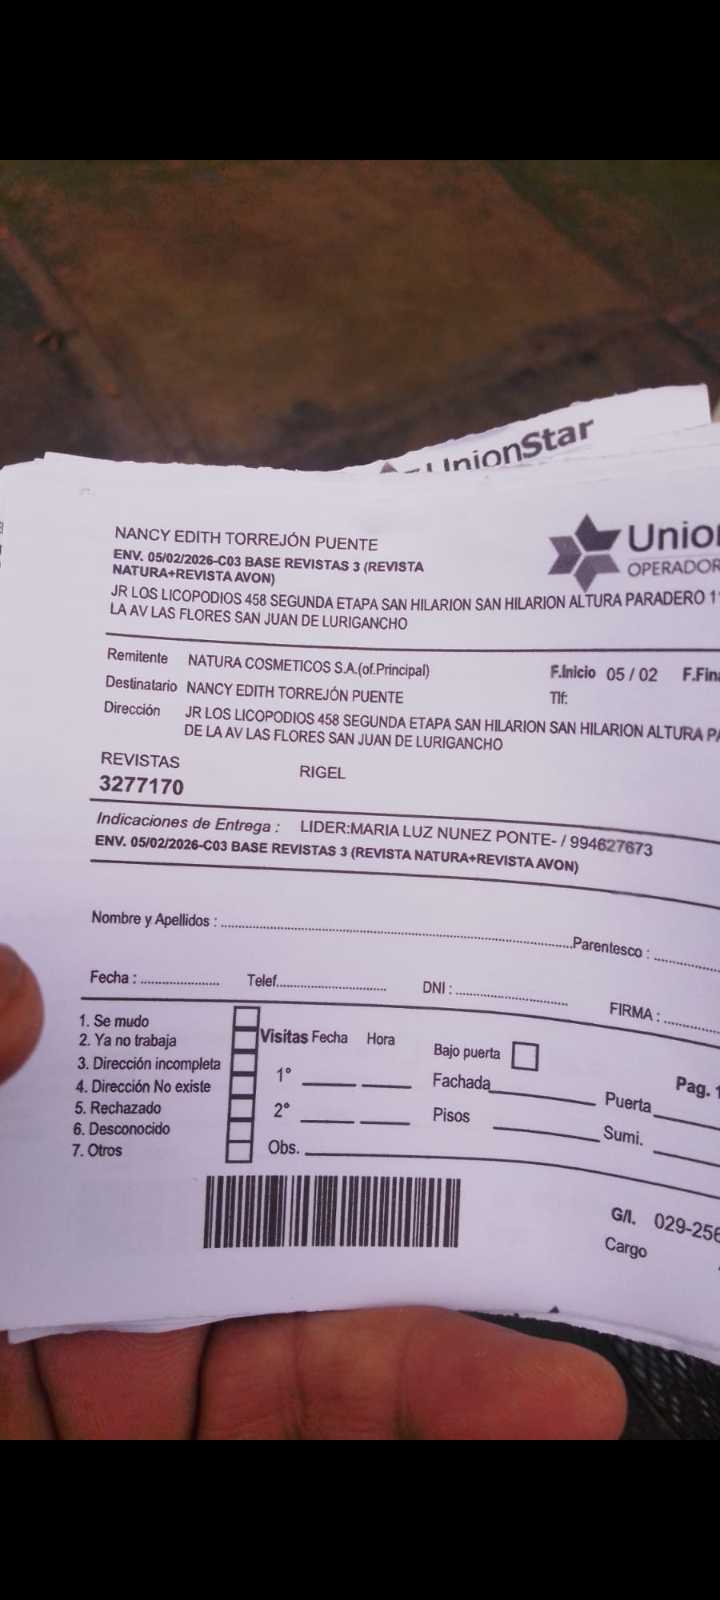 UnionStar
NANCY EDITH TORREJÓN PUENTE
ENV. 05/02/2026-C03 BASE REVISTAS 3 (REVISTA
NATURA+REVISTA AVON)
JR LOS LICOPODIOS 458 SEGUNDA ETAPA SAN HILARION SAN HILARION ALTURA PARADERO 1
LA AV LAS FLORES SAN JUAN DE LURIGANCHO
Union
OPERADOR
Remitente NATURA COSMETICOS S.A.(of.Principal)
F.Inicio 05 / 02 F.Fina
Destinatario NANCY EDITH TORREJÓN PUENTE
Tlf:
Dirección JR LOS LICOPODIOS 458 SEGUNDA ETAPA SAN HILARION SAN HILARION ALTURA PA
DE LA AV LAS FLORES SAN JUAN DE LURIGANCHO
REVISTAS RIGEL
3277170
Indicaciones de Entrega : LIDER:MARIA LUZ NUNEZ PONTE- / 994627673
ENV. 05/02/2026-C03 BASE REVISTAS 3 (REVISTA NATURA+REVISTA AVON)
Nombre y Apellidos : Parentesco :
Fecha : Telef. DNI : FIRMA :
1. Se mudo
2. Ya no trabaja
3. Dirección incompleta
4. Dirección No existe
5. Rechazado
6. Desconocido
7. Otros
Visitas Fecha Hora
1°
2°
Obs.
Bajo puerta
Fachada Puerta
Pisos Sumi.
Pag. 1
G/I. 029-256
Cargo